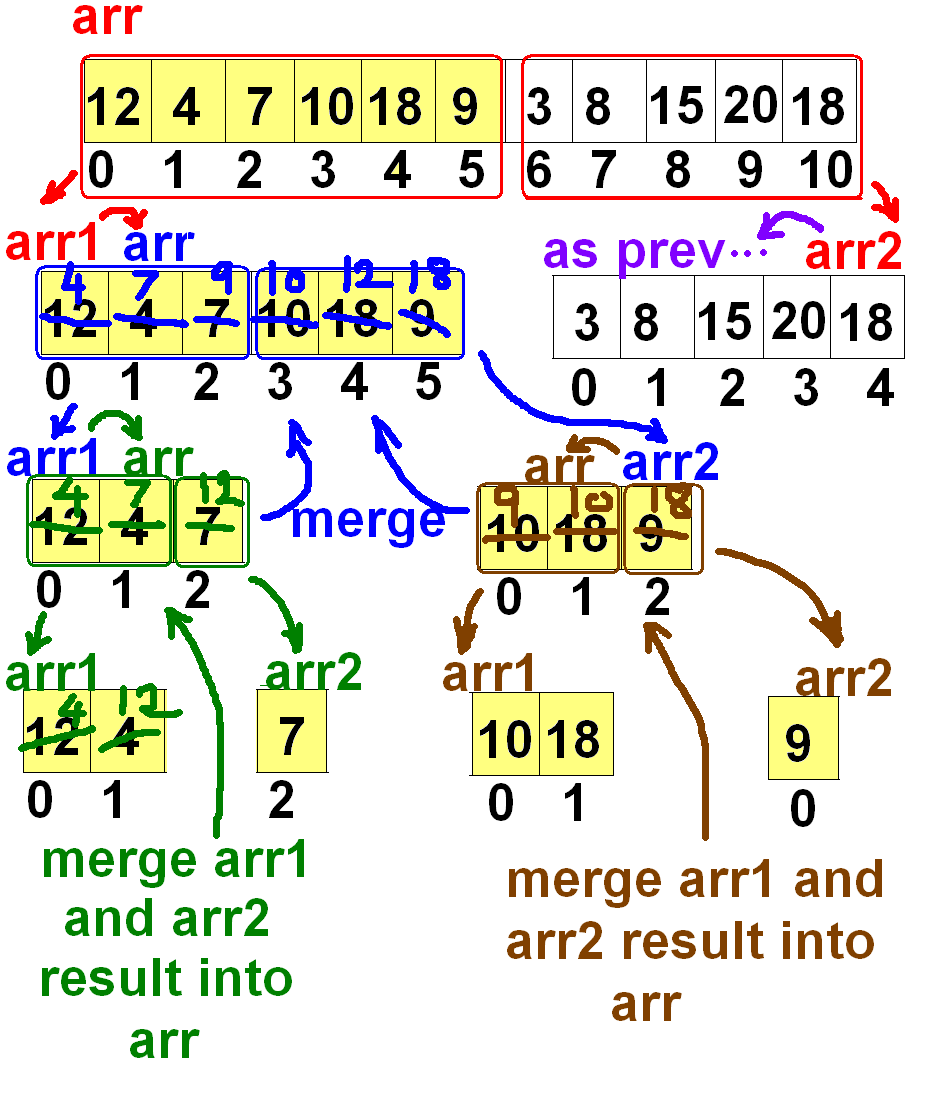 arr
12 4 7 10 18 9 3 8 15 20 18
0 1 2 3 4 5 6 7 8 9 10
arr1 arr as prev... arr2
4 7 9 10 12 18
12 4 7 10 18 9 3 8 15 20 18
0 1 2 3 4 5 0 1 2 3 4
arr1 arr arr arr2
4 7 12 9 10 18
12 4 7 merge 10 18 9
0 1 2 0 1 2
arr1 arr2 arr1 arr2
4 12
12 4 7 10 18 9
0 1 2 0 1 0
merge arr1
and arr2
result into
arr
merge arr1 and
arr2 result into
arr